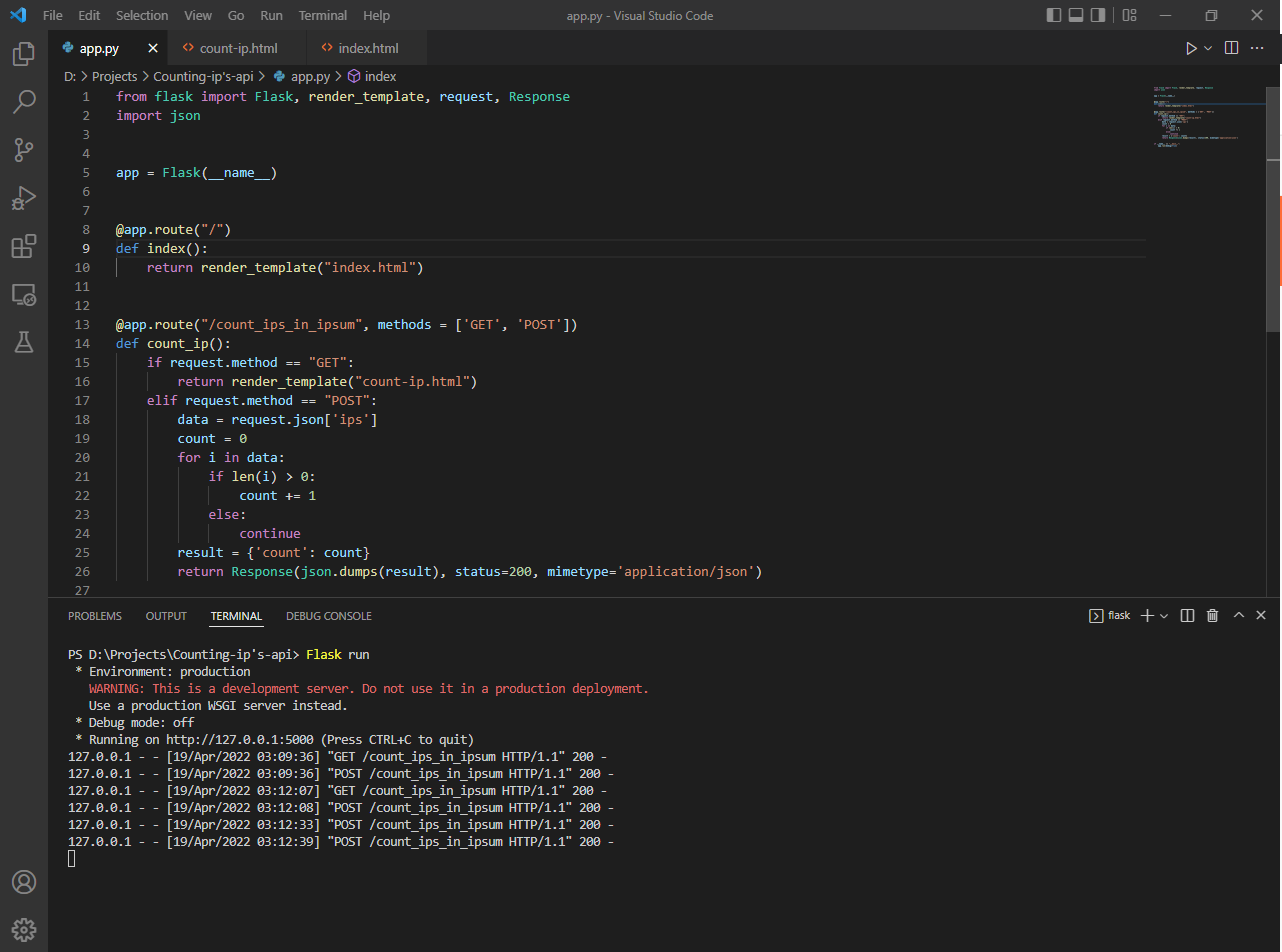 File Edit Selection View Go Run Terminal Help app.py - Visual Studio Code
app.py count-ip.html index.html
D: > Projects > Counting-ip's-api > app.py > index
1 from flask import Flask, render_template, request, Response
2 import json
3
4
5 app = Flask(__name__)
6
7
8 @app.route("/")
9 def index():
10     return render_template("index.html")
11
12
13 @app.route("/count_ips_in_ipsum", methods = ['GET', 'POST'])
14 def count_ip():
15     if request.method == "GET":
16         return render_template("count-ip.html")
17     elif request.method == "POST":
18         data = request.json['ips']
19         count = 0
20         for i in data:
21             if len(i) > 0:
22                 count += 1
23             else:
24                 continue
25         result = {'count': count}
26         return Response(json.dumps(result), status=200, mimetype='application/json')
27
PROBLEMS OUTPUT TERMINAL DEBUG CONSOLE flask
PS D:\Projects\Counting-ip's-api> Flask run
 * Environment: production
   WARNING: This is a development server. Do not use it in a production deployment.
   Use a production WSGI server instead.
 * Debug mode: off
 * Running on http://127.0.0.1:5000 (Press CTRL+C to quit)
127.0.0.1 - - [19/Apr/2022 03:09:36] "GET /count_ips_in_ipsum HTTP/1.1" 200 -
127.0.0.1 - - [19/Apr/2022 03:09:36] "POST /count_ips_in_ipsum HTTP/1.1" 200 -
127.0.0.1 - - [19/Apr/2022 03:12:07] "GET /count_ips_in_ipsum HTTP/1.1" 200 -
127.0.0.1 - - [19/Apr/2022 03:12:08] "POST /count_ips_in_ipsum HTTP/1.1" 200 -
127.0.0.1 - - [19/Apr/2022 03:12:33] "POST /count_ips_in_ipsum HTTP/1.1" 200 -
127.0.0.1 - - [19/Apr/2022 03:12:39] "POST /count_ips_in_ipsum HTTP/1.1" 200 -